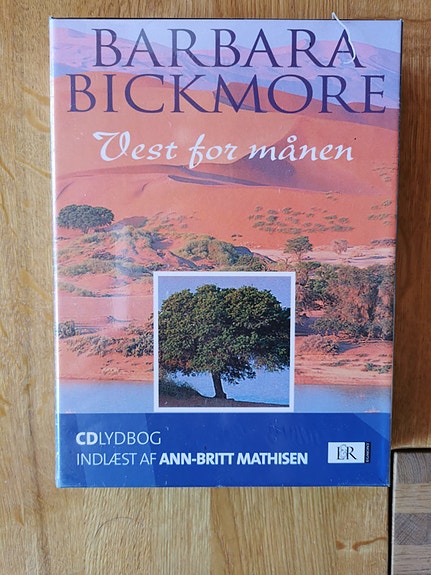 BARBARA
BICKMORE
Vest for månen
CDLYDBOG
INDLÆST AF ANN-BRITT MATHISEN
L&R